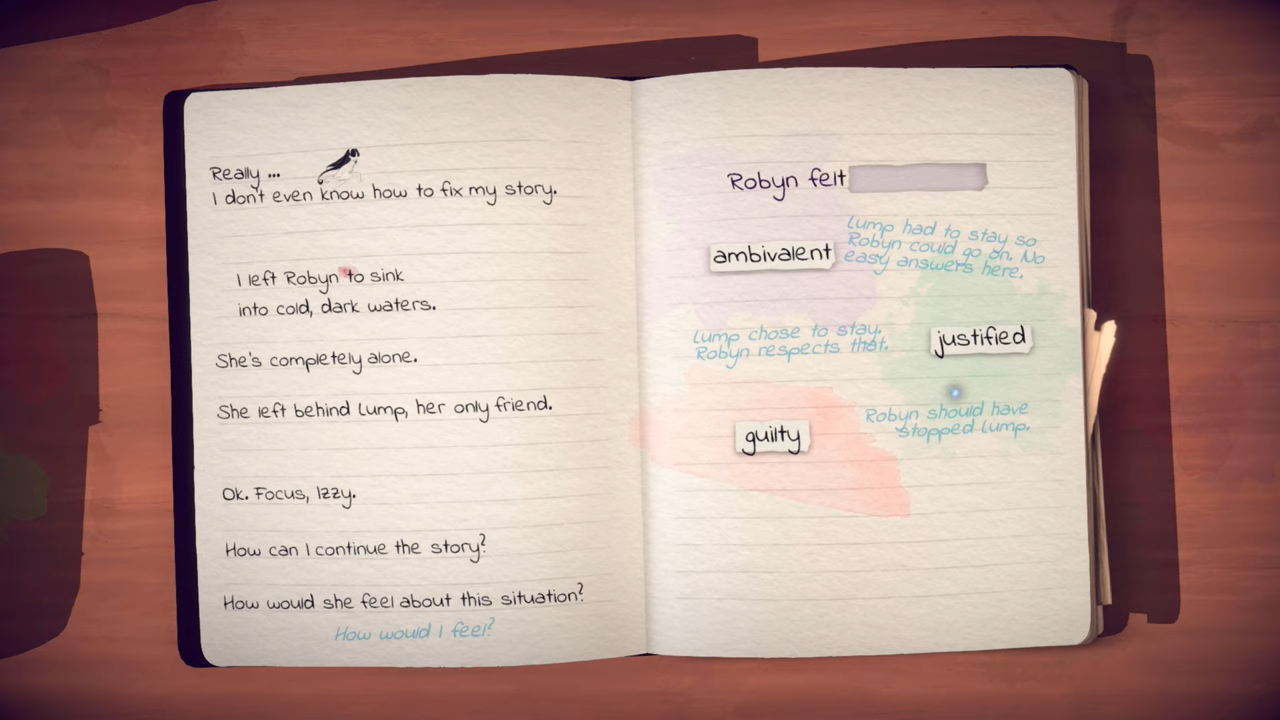 Really ...
I don't even know how to fix my story.
I left Robyn to sink
into cold, dark waters.
She's completely alone.
She left behind Lump, her only friend.
Ok. Focus, Izzy.
How can I continue the story?
How would she feel about this situation?
How would I feel?
Robyn felt
ambivalent
Lump had to stay so
Robyn could go on. No
easy answers here.
Lump chose to stay.
Robyn respects that.
justified
guilty
Robyn should have
stopped Lump.